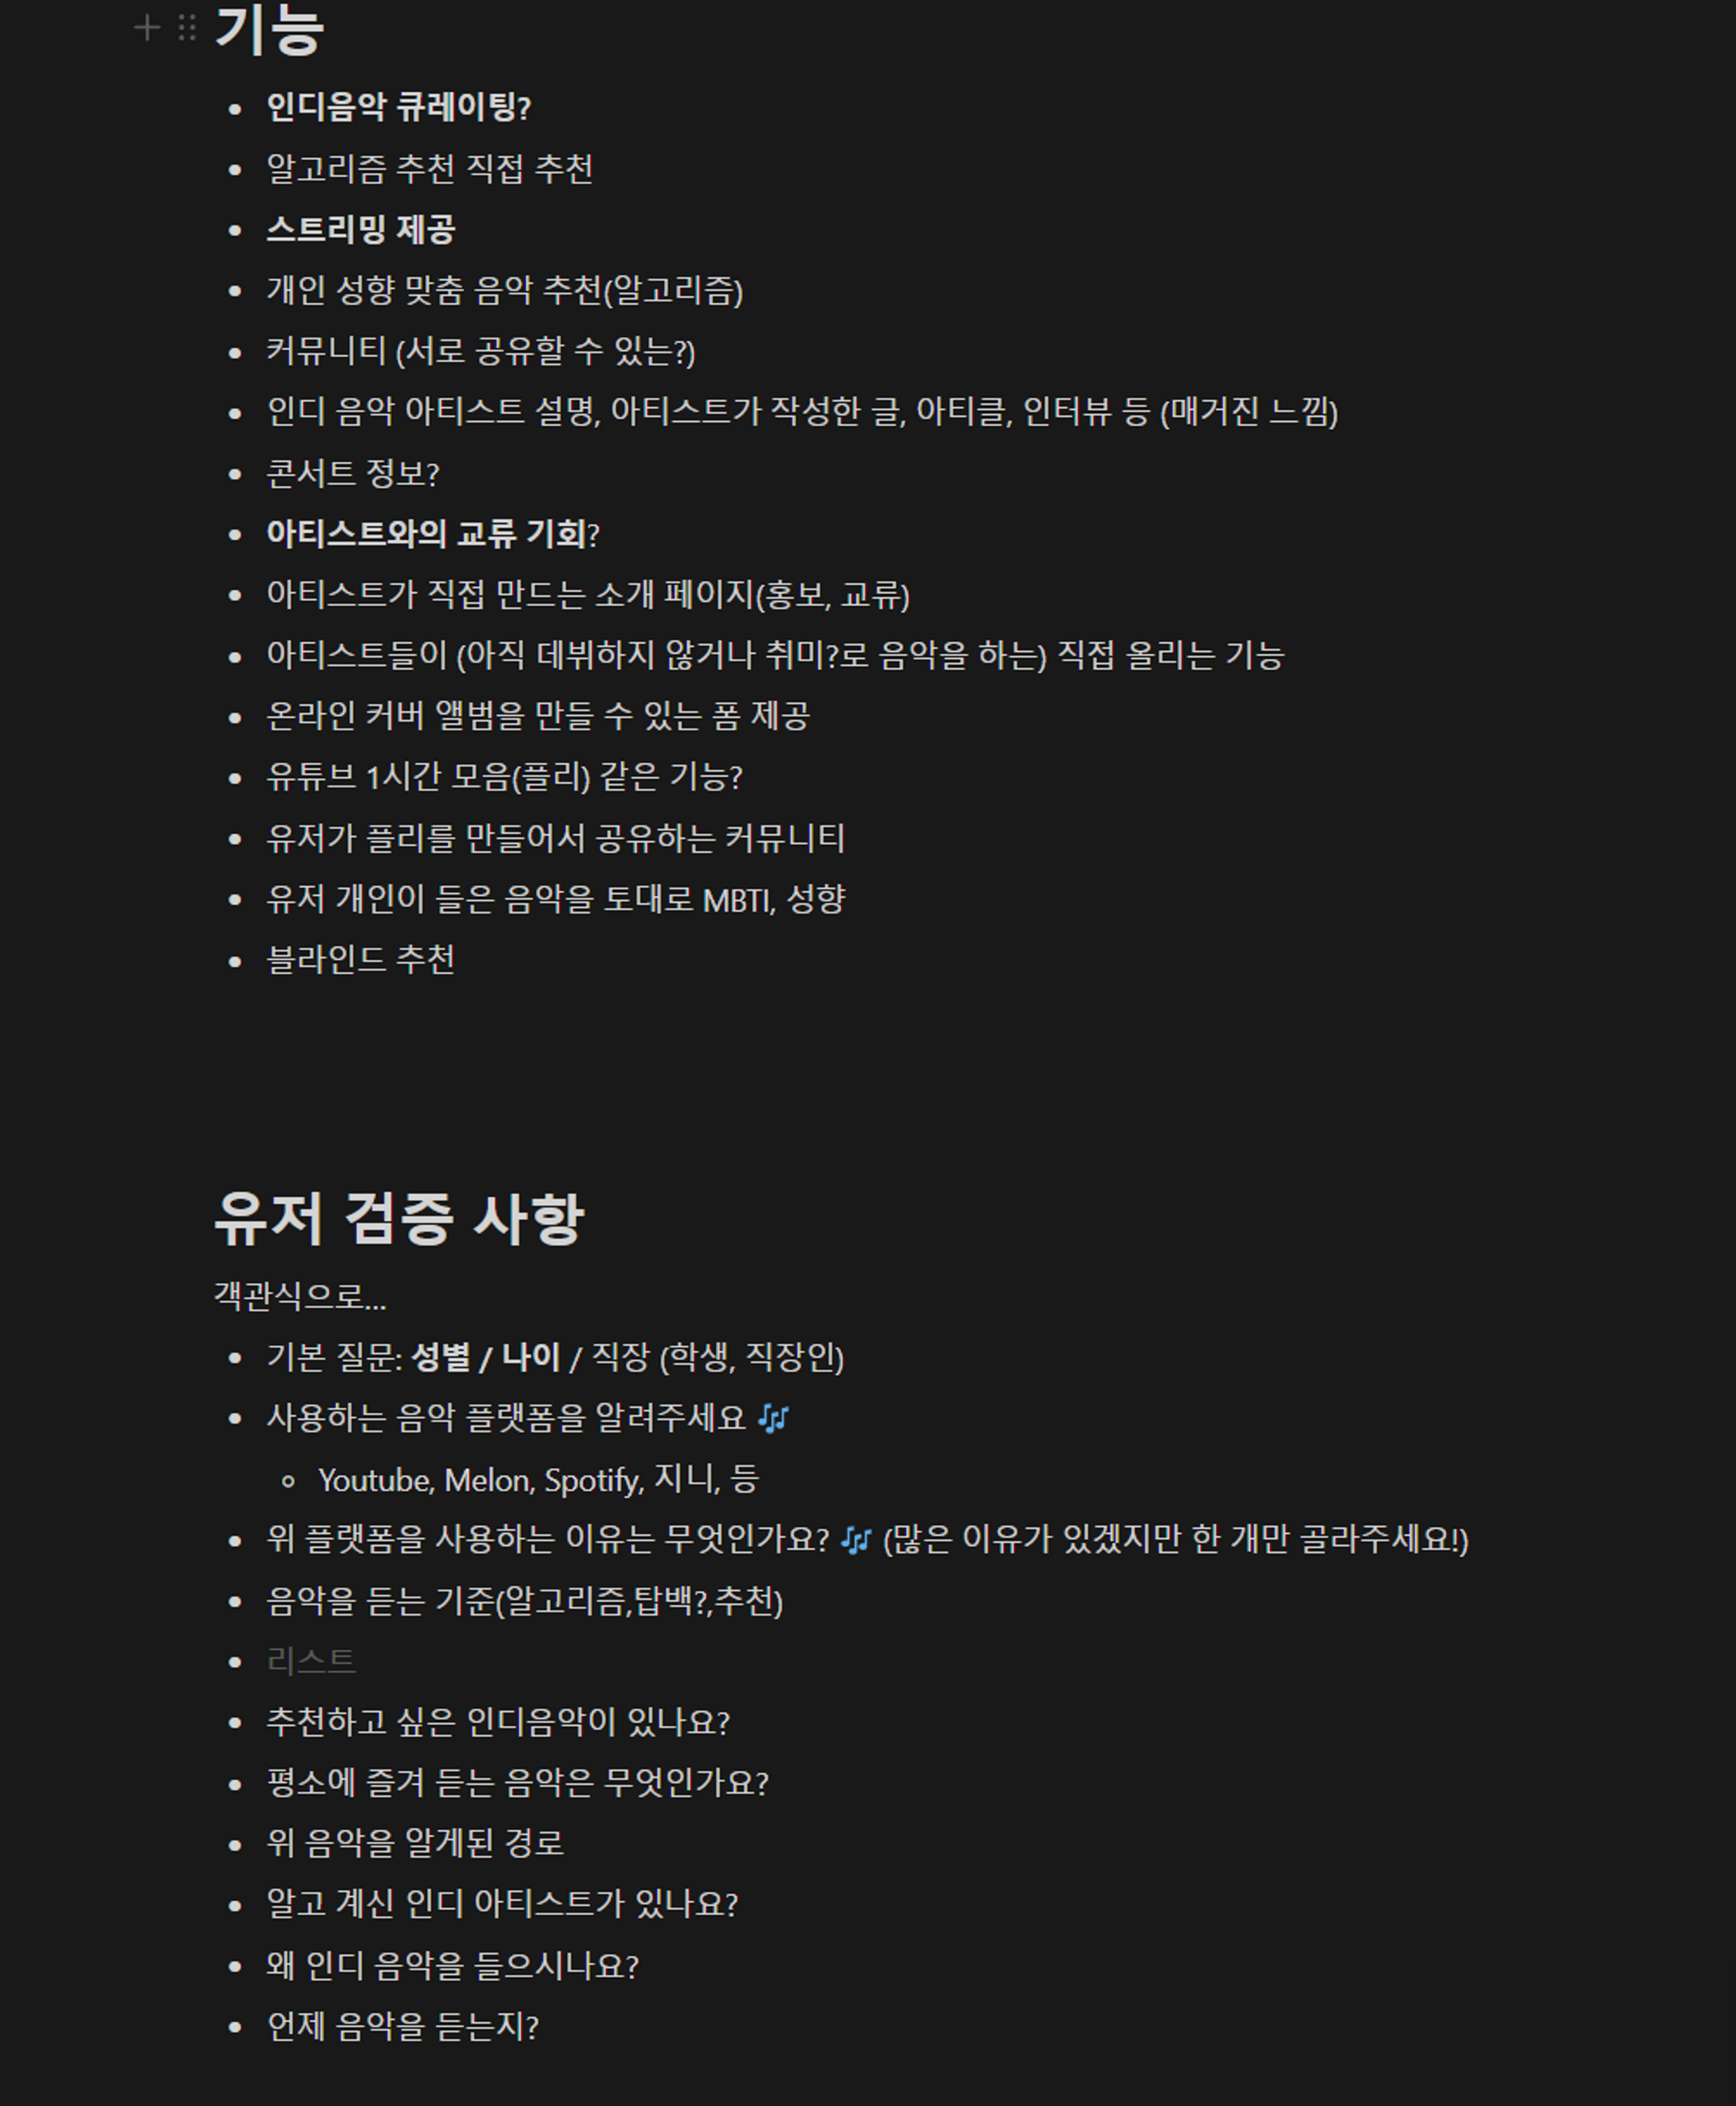 기능
인디음악 큐레이팅?
알고리즘 추천 직접 추천
스트리밍 제공
개인 성향 맞춤 음악 추천(알고리즘)
커뮤니티 (서로 공유할 수 있는?)
인디 음악 아티스트 설명, 아티스트가 작성한 글, 아티클, 인터뷰 등 (매거진 느낌)
콘서트 정보?
아티스트와의 교류 기회?
아티스트가 직접 만드는 소개 페이지(홍보, 교류)
아티스트들이 (아직 데뷔하지 않거나 취미?로 음악을 하는) 직접 올리는 기능
온라인 커버 앨범을 만들 수 있는 폼 제공
유튜브 1시간 모음(플리) 같은 기능?
유저가 플리를 만들어서 공유하는 커뮤니티
유저 개인이 들은 음악을 토대로 MBTI, 성향
블라인드 추천
유저 검증 사항
객관식으로...
기본 질문: 성별 / 나이 / 직장 (학생, 직장인)
사용하는 음악 플랫폼을 알려주세요 🎶
Youtube, Melon, Spotify, 지니, 등
위 플랫폼을 사용하는 이유는 무엇인가요? 🎶 (많은 이유가 있겠지만 한 개만 골라주세요!)
음악을 듣는 기준(알고리즘,탑백?,추천)
리스트
추천하고 싶은 인디음악이 있나요?
평소에 즐겨 듣는 음악은 무엇인가요?
위 음악을 알게된 경로
알고 계신 인디 아티스트가 있나요?
왜 인디 음악을 들으시나요?
언제 음악을 듣는지?